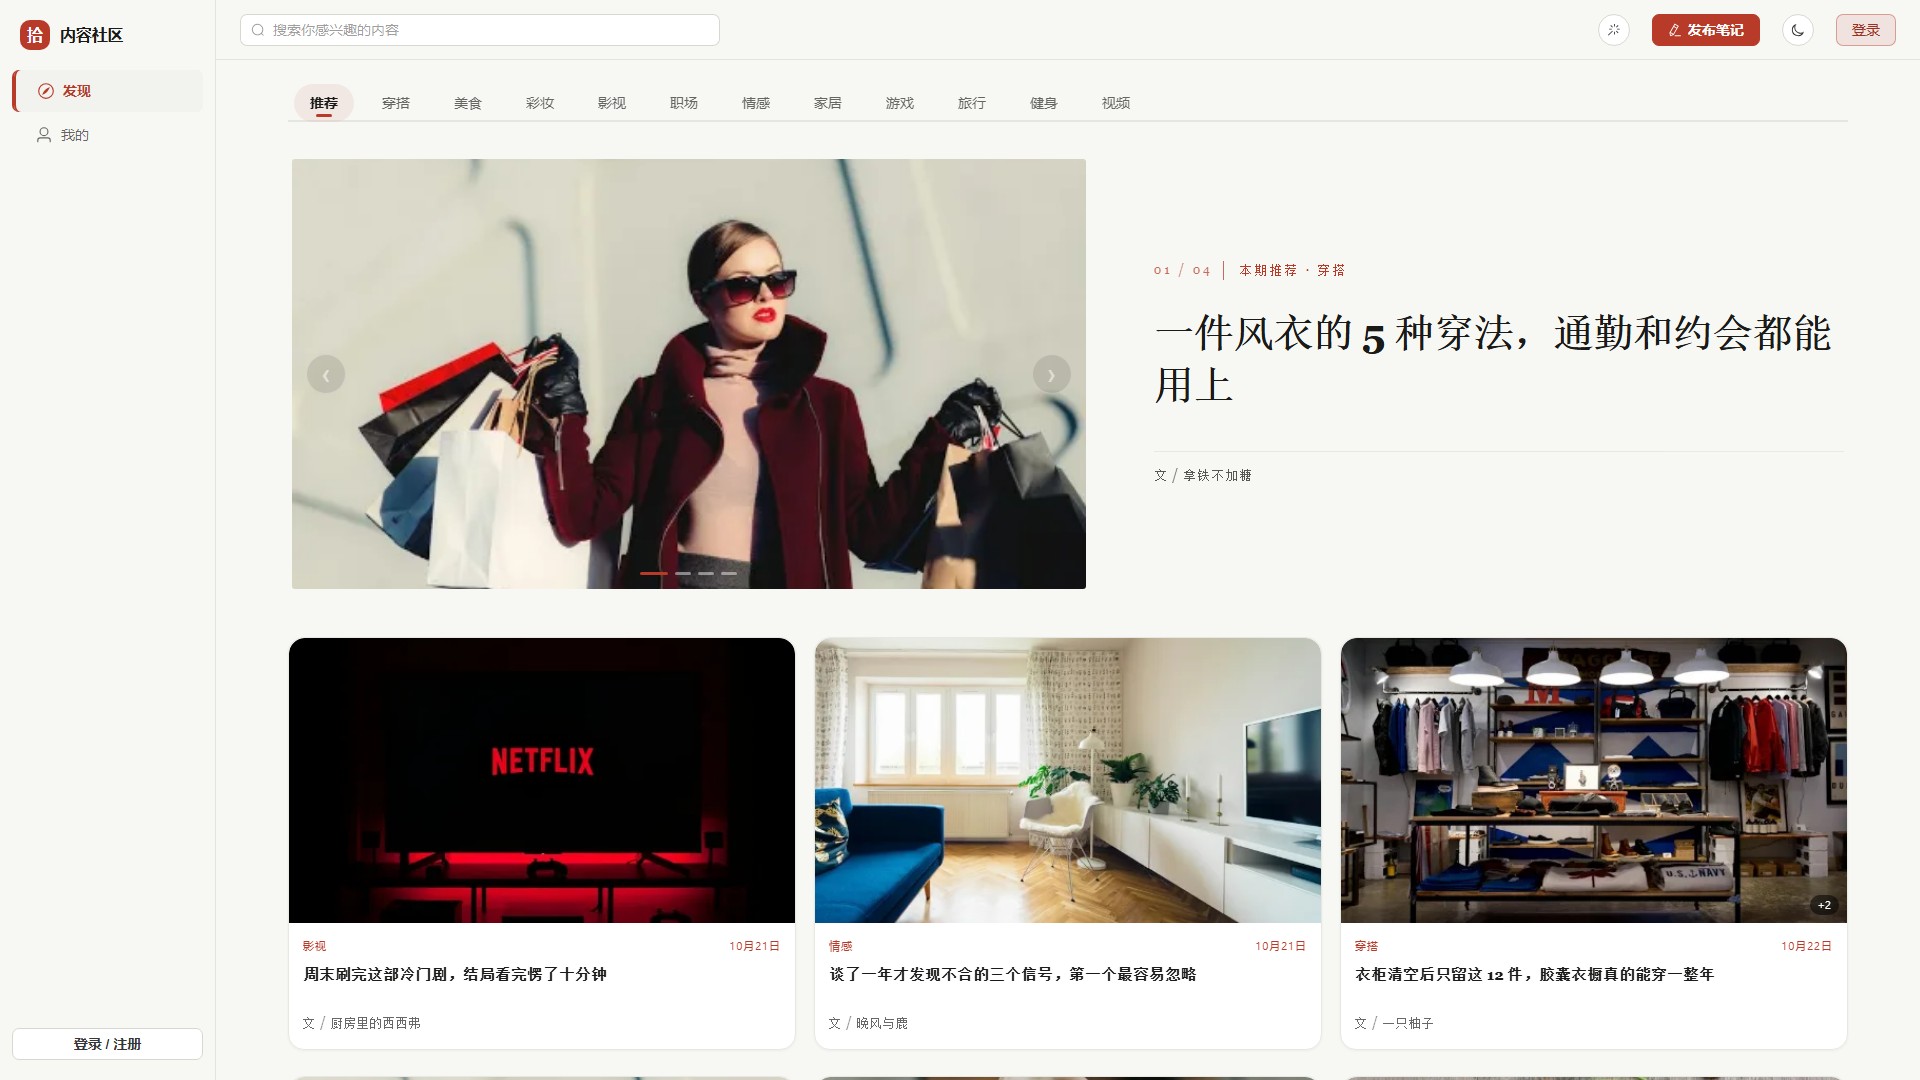 拾 内容社区
搜索你感兴趣的内容
发布笔记
登录
发现
我的
推荐 穿搭 美食 彩妆 影视 职场 情感 家居 游戏 旅行 健身 视频
01 / 04 本期推荐 · 穿搭
一件风衣的 5 种穿法，通勤和约会都能
用上
文 / 拿铁不加糖
NETFLIX
U.S. NAVY
+2
影视 10月21日
周末刷完这部冷门剧，结局看完愣了十分钟
文 / 厨房里的西西弗
情感 10月21日
谈了一年才发现不合的三个信号，第一个最容易忽略
文 / 晚风与鹿
穿搭 10月22日
衣柜清空后只留这 12 件，胶囊衣橱真的能穿一整年
文 / 一只柚子
登录 / 注册